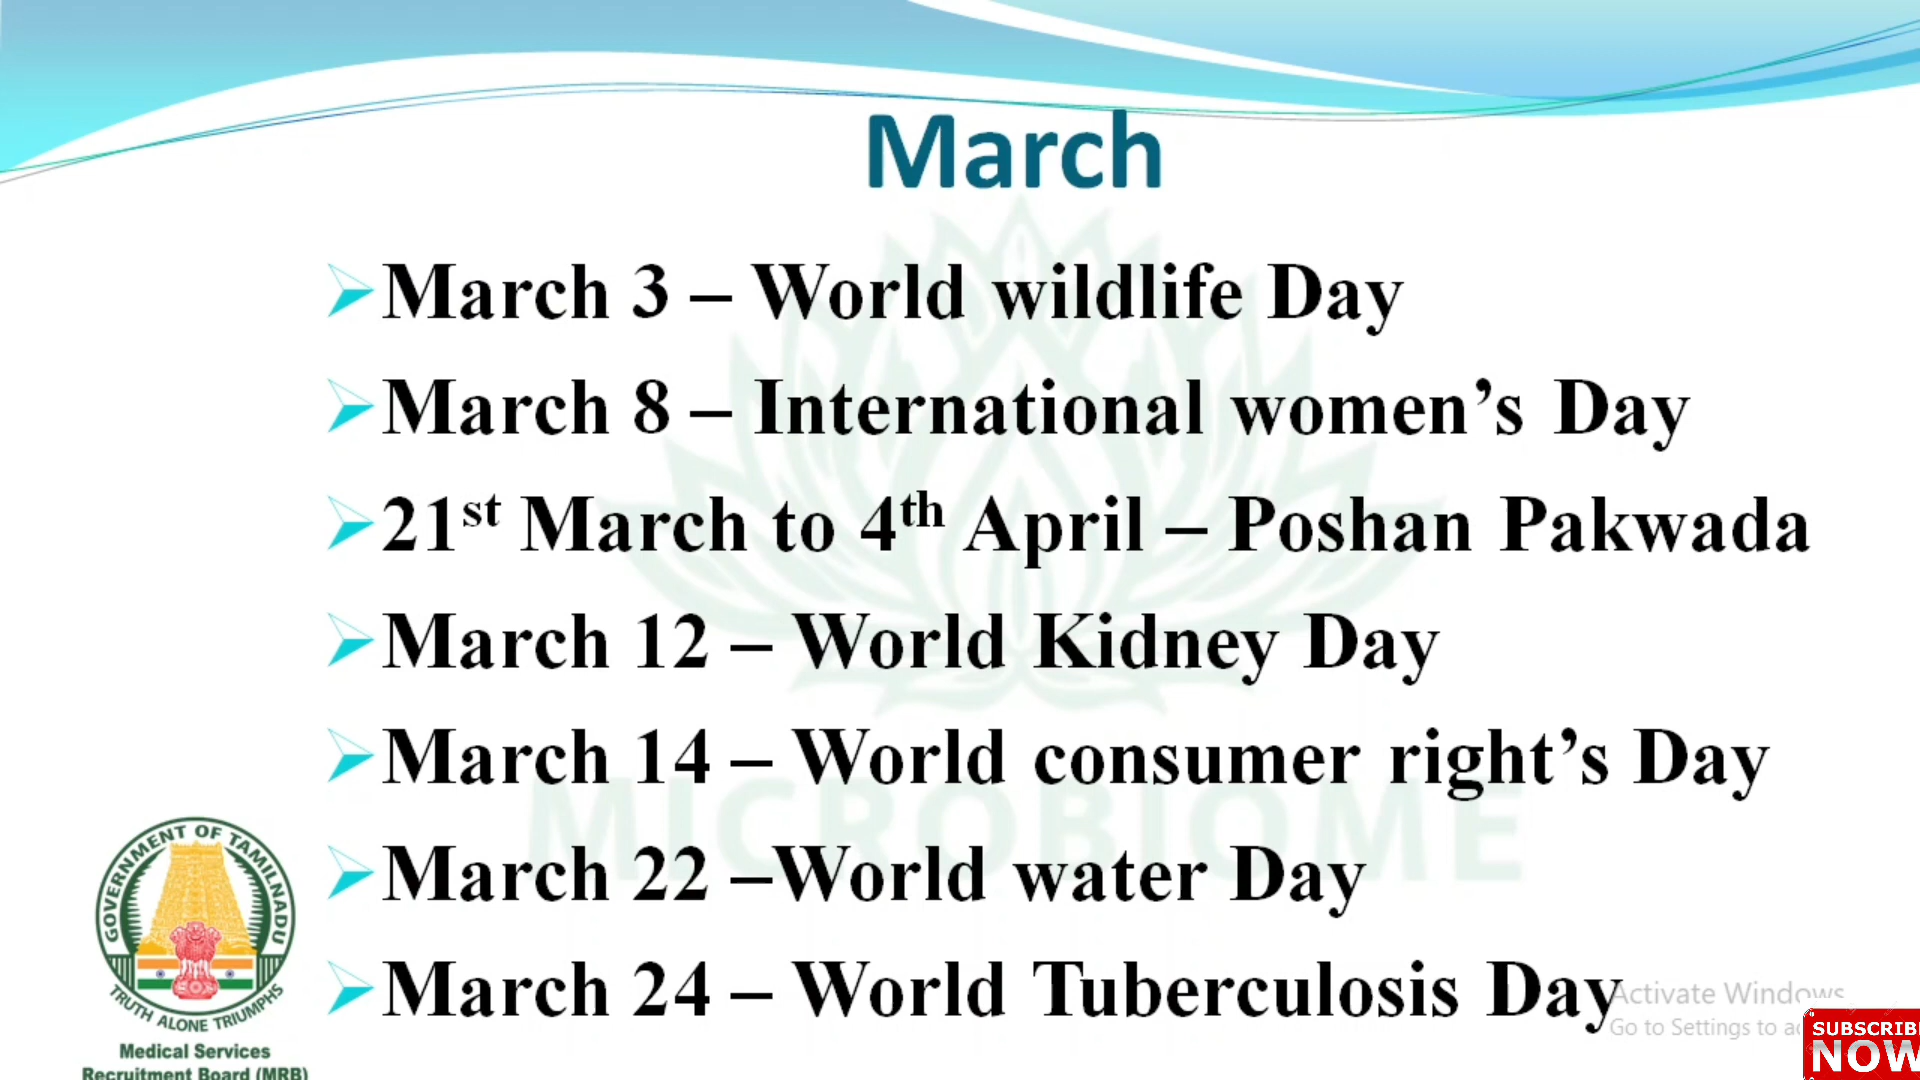 March
March 3 – World wildlife Day
March 8 – International women’s Day
21st March to 4th April – Poshan Pakwada
March 12 – World Kidney Day
March 14 – World consumer right’s Day
March 22 –World water Day
March 24 – World Tuberculosis Day
MICROBIOME
GOVERNMENT OF TAMILNADU
TRUTH ALONE TRIUMPHS
Medical Services
Recruitment Board (MRB)
Activate Windows
Go to Settings to
SUBSCRIB
NOW